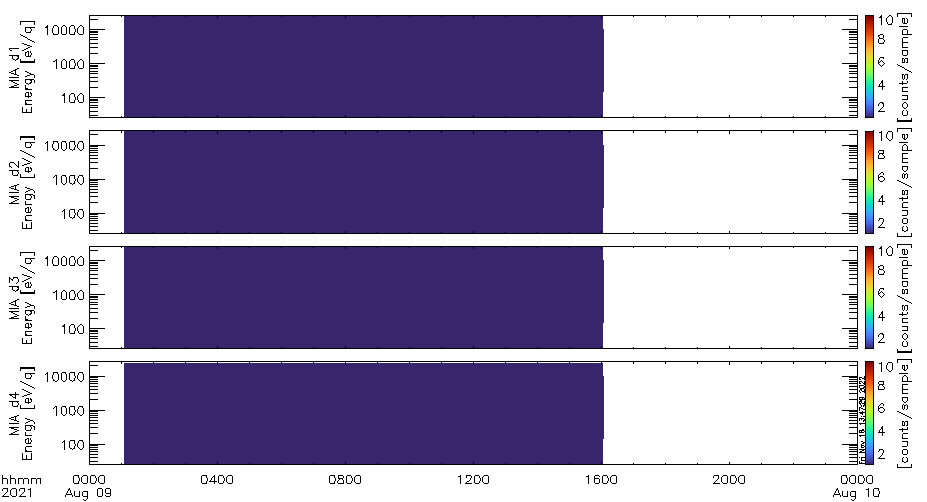 MIA d1
Energy [eV/q]
10000
1000
100
10
8
6
4
2
[counts/sample]
MIA d2
Energy [eV/q]
10000
1000
100
10
8
6
4
2
[counts/sample]
MIA d3
Energy [eV/q]
10000
1000
100
10
8
6
4
2
[counts/sample]
MIA d4
Energy [eV/q]
10000
1000
100
10
8
6
4
2
[counts/sample]
hhmm 0000 0400 0800 1200 1600 2000 0000
2021 Aug 09 Aug 10